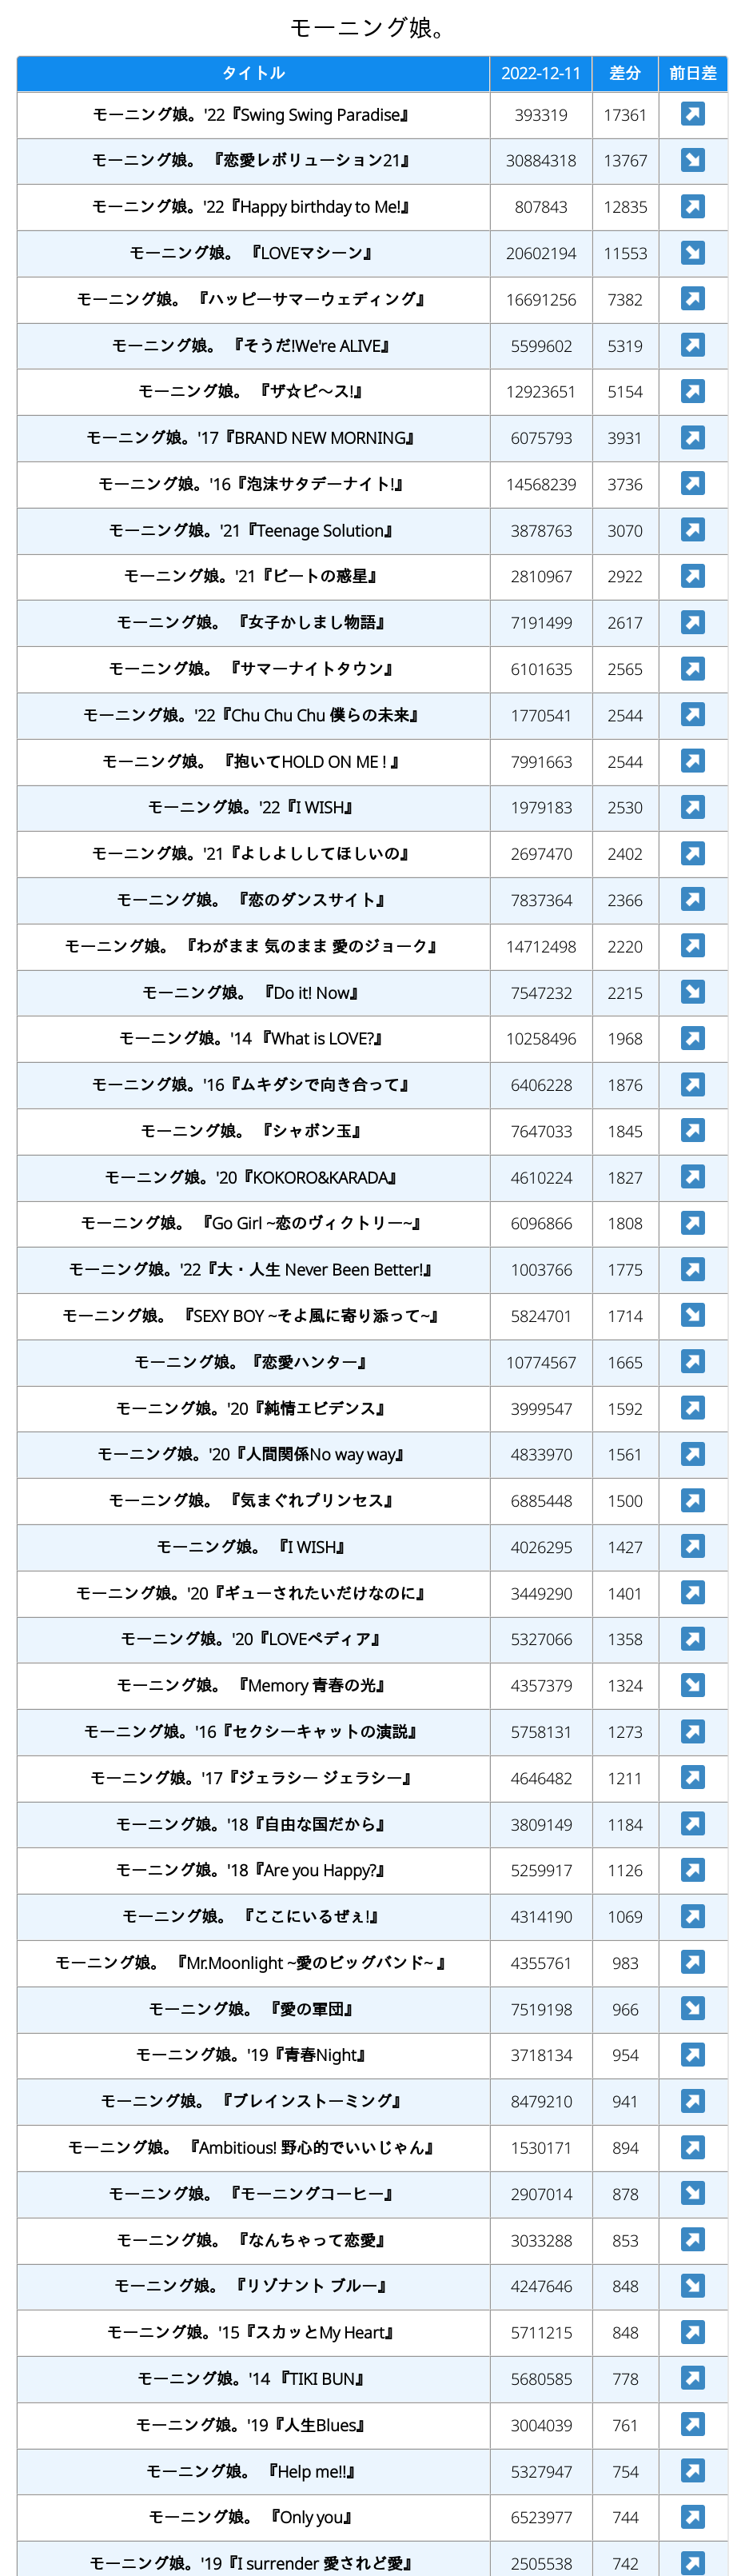 モーニング娘。
タイトル 2022-12-11 差分 前日差
モーニング娘。'22『Swing Swing Paradise』 393319 17361
モーニング娘。 『恋愛レボリューション21』 30884318 13767
モーニング娘。'22『Happy birthday to Me!』 807843 12835
モーニング娘。 『LOVEマシーン』 20602194 11553
モーニング娘。 『ハッピーサマーウェディング』 16691256 7382
モーニング娘。 『そうだ!We're ALIVE』 5599602 5319
モーニング娘。 『ザ☆ピ〜ス!』 12923651 5154
モーニング娘。'17『BRAND NEW MORNING』 6075793 3931
モーニング娘。'16『泡沫サタデーナイト!』 14568239 3736
モーニング娘。'21『Teenage Solution』 3878763 3070
モーニング娘。'21『ビートの惑星』 2810967 2922
モーニング娘。 『女子かしまし物語』 7191499 2617
モーニング娘。 『サマーナイトタウン』 6101635 2565
モーニング娘。'22『Chu Chu Chu 僕らの未来』 1770541 2544
モーニング娘。 『抱いてHOLD ON ME ! 』 7991663 2544
モーニング娘。'22『I WISH』 1979183 2530
モーニング娘。'21『よしよししてほしいの』 2697470 2402
モーニング娘。 『恋のダンスサイト』 7837364 2366
モーニング娘。 『わがまま 気のまま 愛のジョーク』 14712498 2220
モーニング娘。 『Do it! Now』 7547232 2215
モーニング娘。'14 『What is LOVE?』 10258496 1968
モーニング娘。'16『ムキダシで向き合って』 6406228 1876
モーニング娘。 『シャボン玉』 7647033 1845
モーニング娘。'20『KOKORO&KARADA』 4610224 1827
モーニング娘。 『Go Girl ~恋のヴィクトリー~』 6096866 1808
モーニング娘。'22『大・人生 Never Been Better!』 1003766 1775
モーニング娘。 『SEXY BOY ~そよ風に寄り添って~』 5824701 1714
モーニング娘。『恋愛ハンター』 10774567 1665
モーニング娘。'20『純情エビデンス』 3999547 1592
モーニング娘。'20『人間関係No way way』 4833970 1561
モーニング娘。 『気まぐれプリンセス』 6885448 1500
モーニング娘。 『I WISH』 4026295 1427
モーニング娘。'20『ギューされたいだけなのに』 3449290 1401
モーニング娘。'20『LOVEペディア』 5327066 1358
モーニング娘。 『Memory 青春の光』 4357379 1324
モーニング娘。'16『セクシーキャットの演説』 5758131 1273
モーニング娘。'17『ジェラシー ジェラシー』 4646482 1211
モーニング娘。'18『自由な国だから』 3809149 1184
モーニング娘。'18『Are you Happy?』 5259917 1126
モーニング娘。 『ここにいるぜぇ!』 4314190 1069
モーニング娘。 『Mr.Moonlight ~愛のビッグバンド~ 』 4355761 983
モーニング娘。 『愛の軍団』 7519198 966
モーニング娘。'19『青春Night』 3718134 954
モーニング娘。 『ブレインストーミング』 8479210 941
モーニング娘。 『Ambitious! 野心的でいいじゃん』 1530171 894
モーニング娘。 『モーニングコーヒー』 2907014 878
モーニング娘。 『なんちゃって恋愛』 3033288 853
モーニング娘。 『リゾナント ブルー』 4247646 848
モーニング娘。'15『スカッとMy Heart』 5711215 848
モーニング娘。'14 『TIKI BUN』 5680585 778
モーニング娘。'19『人生Blues』 3004039 761
モーニング娘。 『Help me!!』 5327947 754
モーニング娘。 『Only you』 6523977 744
モーニング娘。'19『I surrender 愛されど愛』 2505538 742